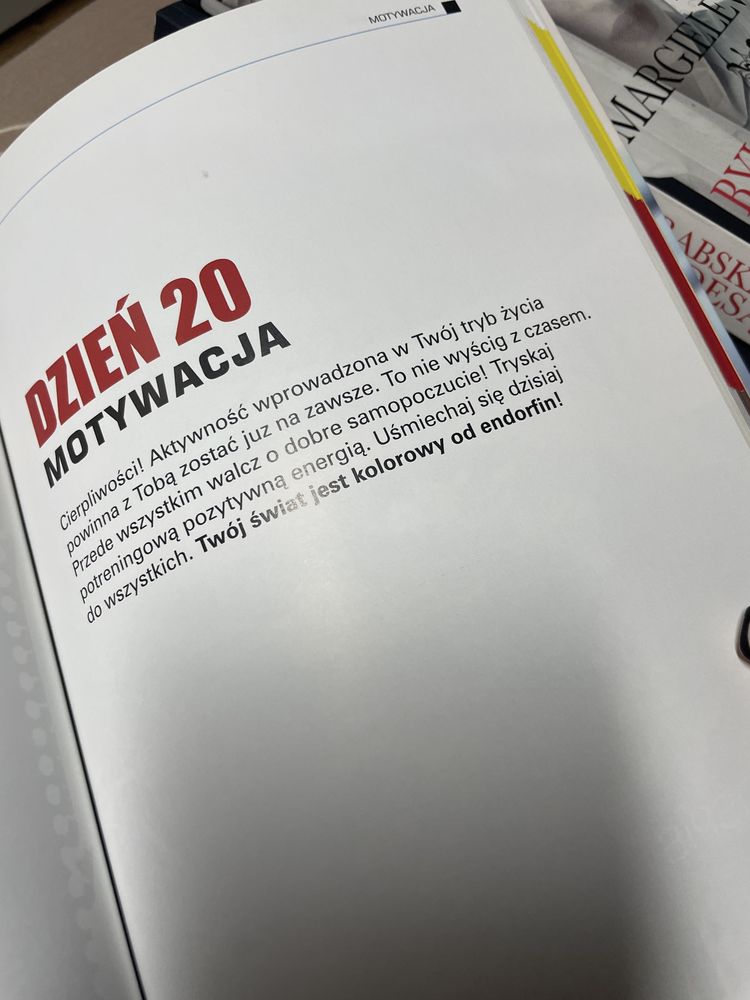 MOTYWACJA
DZIEŃ 20
MOTYWACJA
Cierpliwości! Aktywność wprowadzona w Twój tryb życia
powinna z Tobą zostać już na zawsze. To nie wyścig z czasem.
Przede wszystkim walcz o dobre samopoczucie! Tryskaj
potreningową pozytywną energią. Uśmiechaj się dzisiaj
do wszystkich. Twój świat jest kolorowy od endorfin!